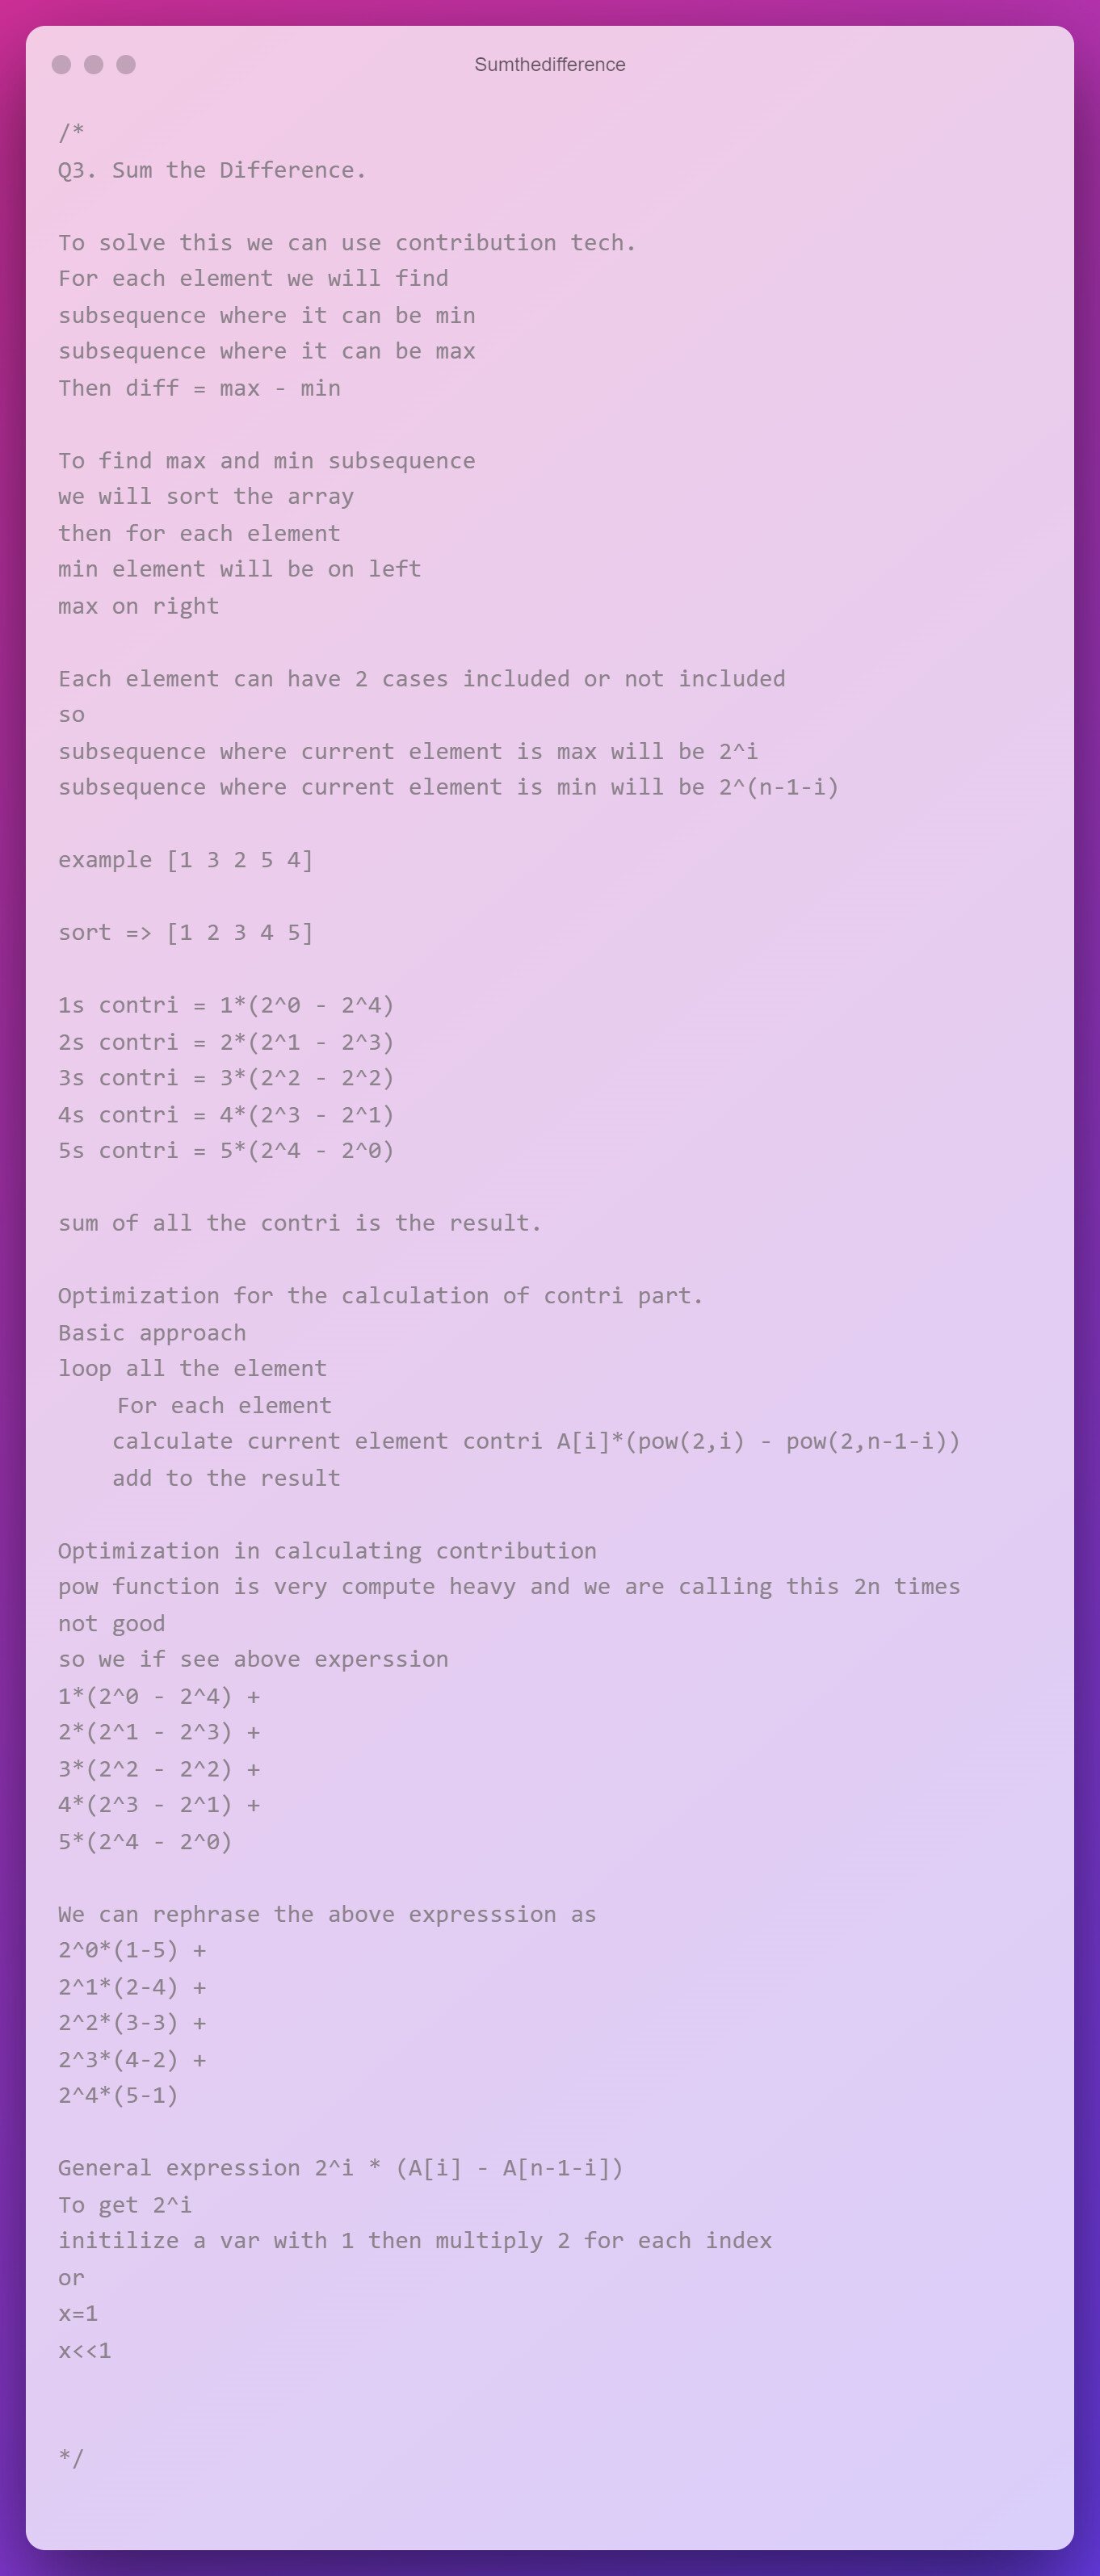 Sumthedifference
/*
Q3. Sum the Difference.
To solve this we can use contribution tech.
For each element we will find
subsequence where it can be min
subsequence where it can be max
Then diff = max - min
To find max and min subsequence
we will sort the array
then for each element
min element will be on left
max on right
Each element can have 2 cases included or not included
so
subsequence where current element is max will be 2^i
subsequence where current element is min will be 2^(n-1-i)
example [1 3 2 5 4]
sort => [1 2 3 4 5]
1s contri = 1*(2^0 - 2^4)
2s contri = 2*(2^1 - 2^3)
3s contri = 3*(2^2 - 2^2)
4s contri = 4*(2^3 - 2^1)
5s contri = 5*(2^4 - 2^0)
sum of all the contri is the result.
Optimization for the calculation of contri part.
Basic approach
loop all the element
For each element
calculate current element contri A[i]*(pow(2,i) - pow(2,n-1-i))
add to the result
Optimization in calculating contribution
pow function is very compute heavy and we are calling this 2n times
not good
so we if see above experssion
1*(2^0 - 2^4) +
2*(2^1 - 2^3) +
3*(2^2 - 2^2) +
4*(2^3 - 2^1) +
5*(2^4 - 2^0)
We can rephrase the above expresssion as
2^0*(1-5) +
2^1*(2-4) +
2^2*(3-3) +
2^3*(4-2) +
2^4*(5-1)
General expression 2^i * (A[i] - A[n-1-i])
To get 2^i
initilize a var with 1 then multiply 2 for each index
or
x=1
x<<1
*/